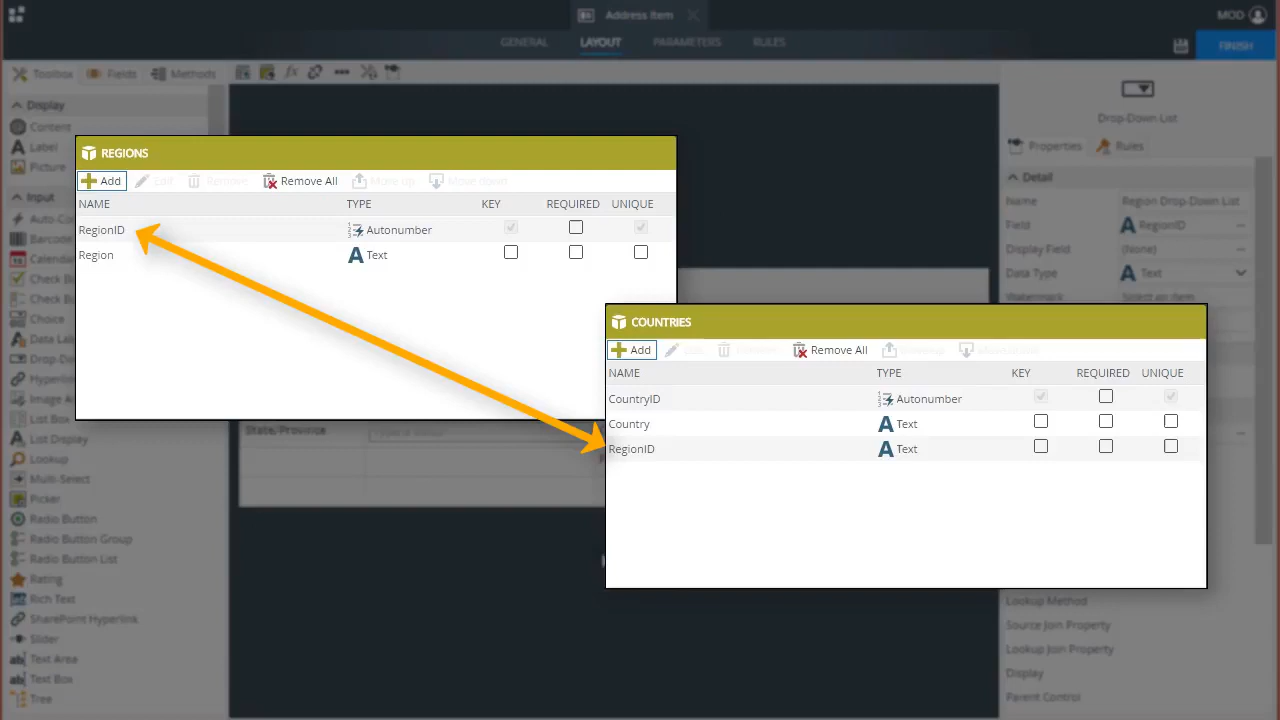 Address Item
MOD
GENERAL LAYOUT PARAMETERS RULES
FINISH
Toolbox Fields Methods
Display
Content
Label
Picture
Input
Calendar
Choice
List Box
List Display
Lookup
Multi-Select
Picker
Radio Button
Radio Button Group
Radio Button List
Rating
Rich Text
SharePoint Hyperlink
Slider
Text Area
Text Box
Tree
REGIONS
Add Edit Remove Remove All Move Up Move down
NAME TYPE KEY REQUIRED UNIQUE
RegionID Autonumber
Region Text
State/Province
COUNTRIES
Add Remove All
NAME TYPE KEY REQUIRED UNIQUE
CountryID Autonumber
Country Text
RegionID Text
Drop-Down List
Properties Rules
Detail
Name Region Drop-Down List
Field RegionID
Display Field (None)
Data Type Text
Watermark Select an item
Lookup Method
Source Join Property
Lookup Join Property
Display
Parent Control